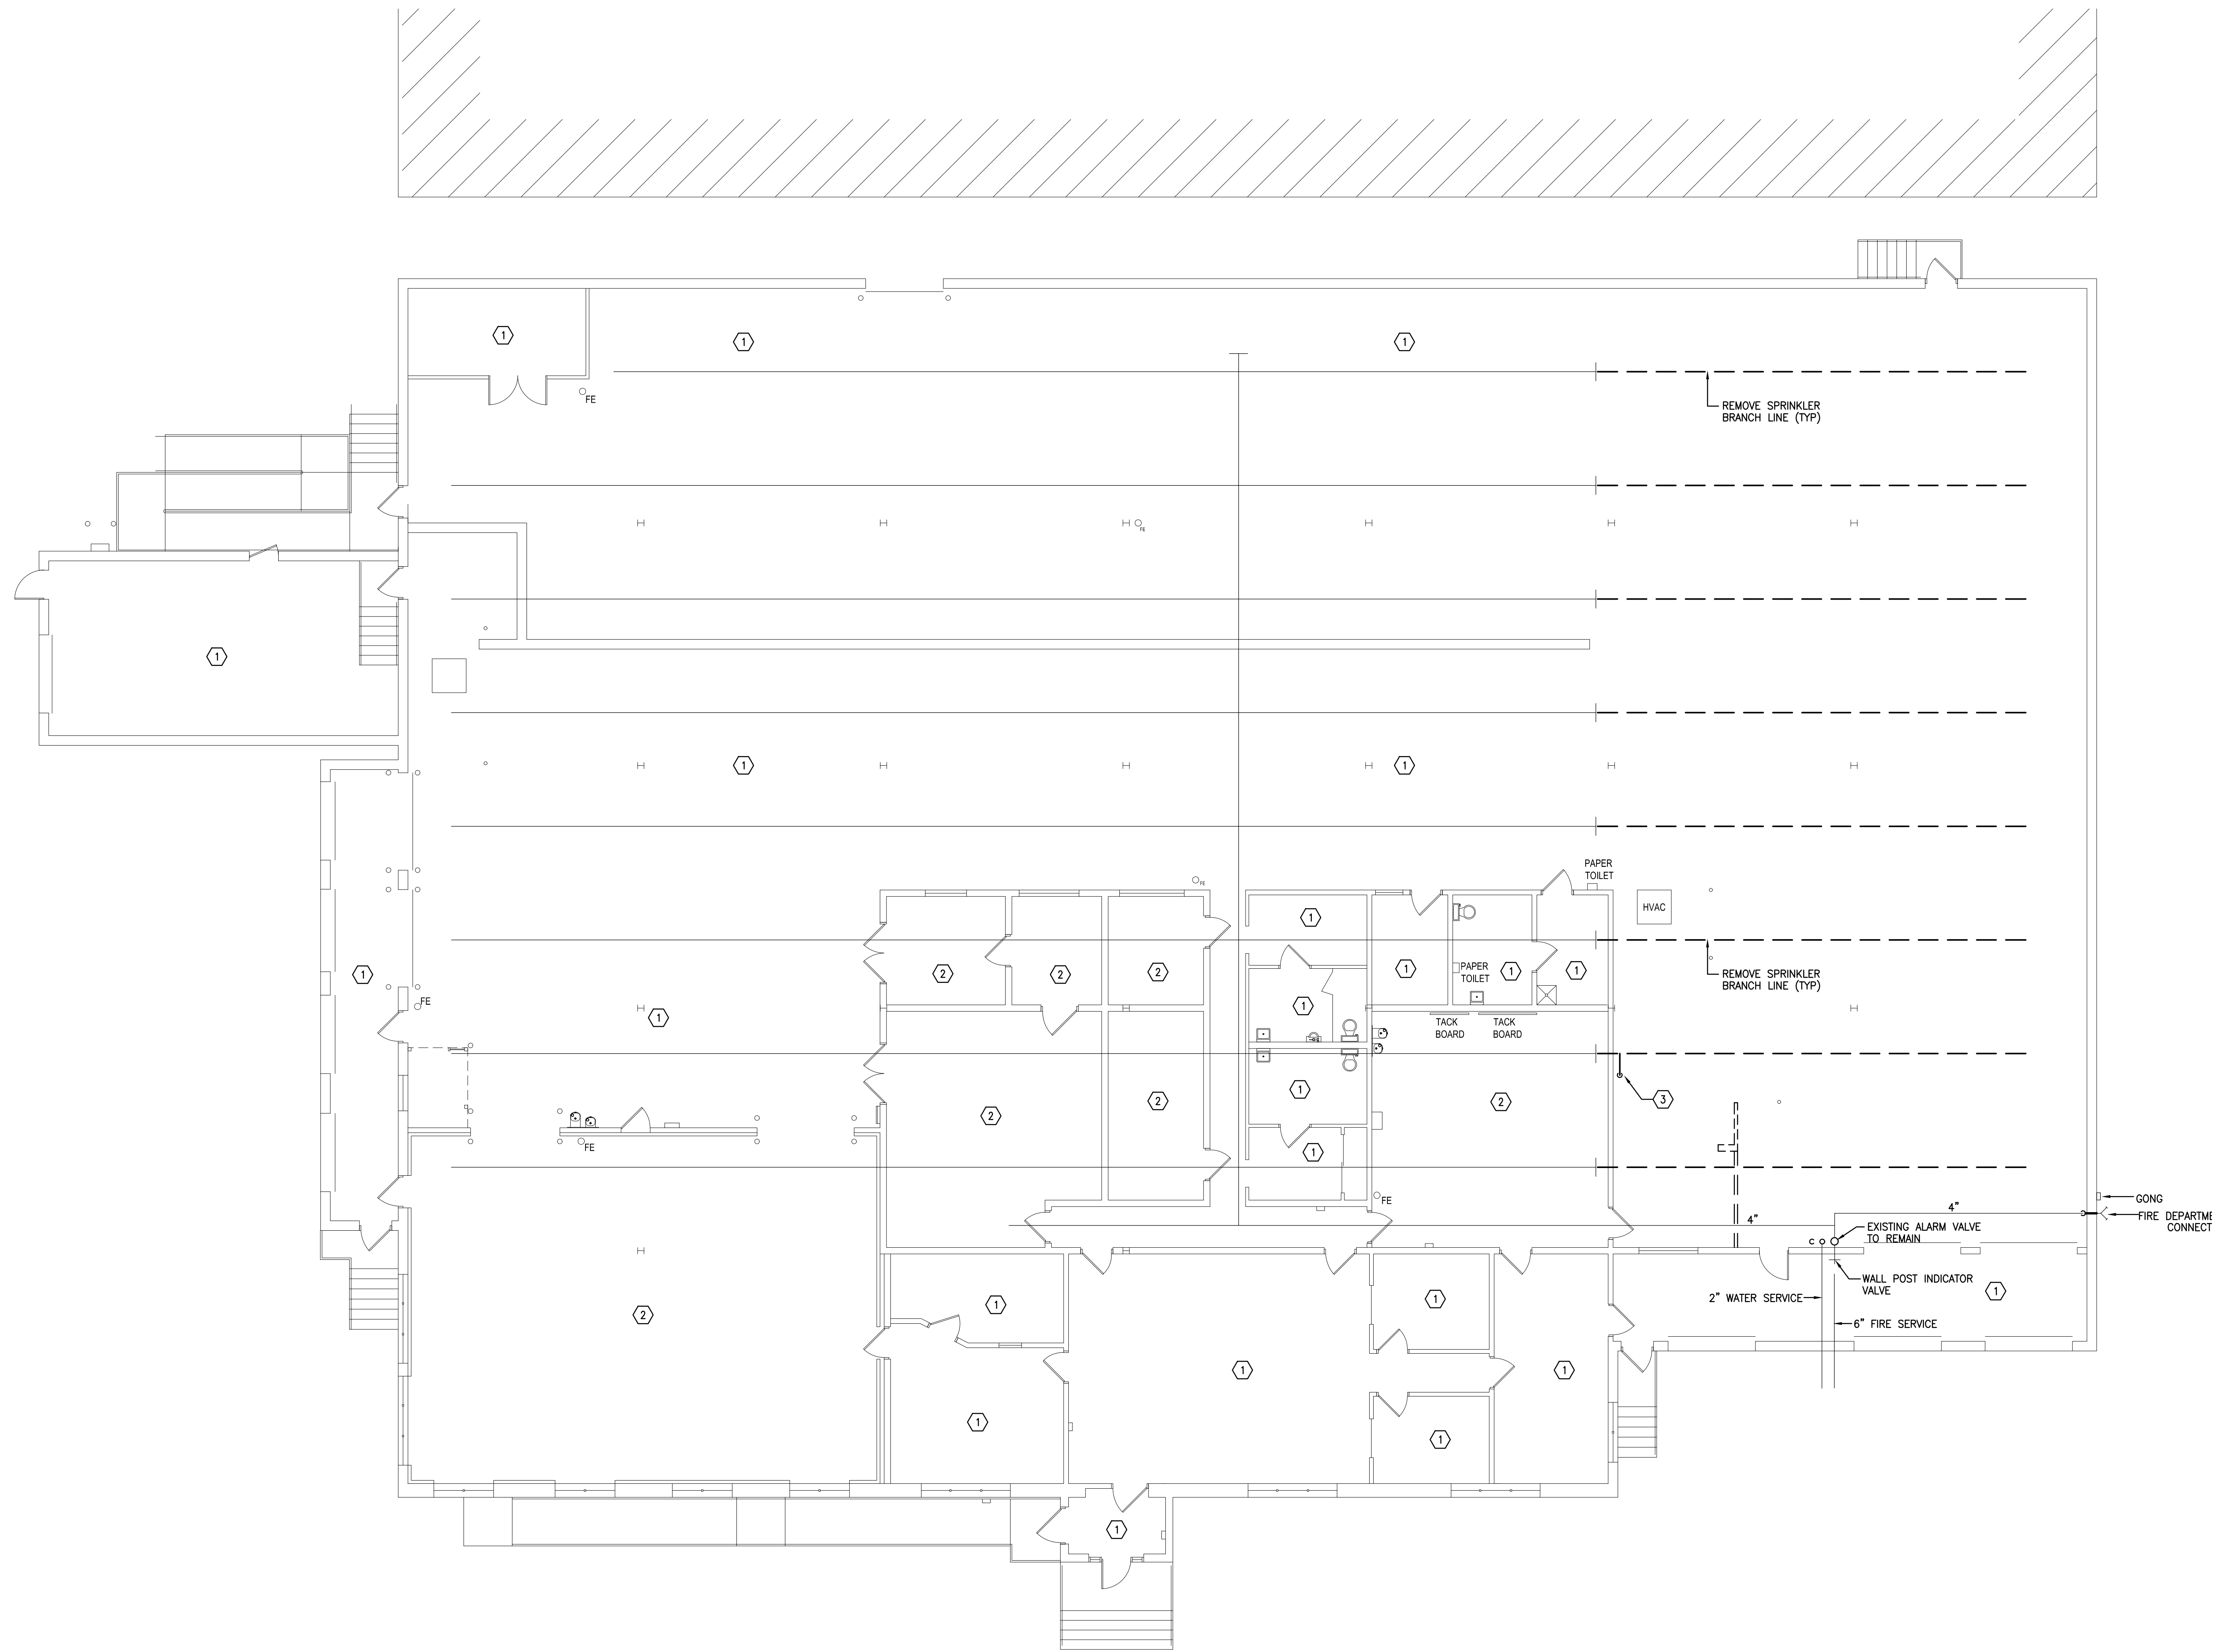 1
1
1
FE
REMOVE SPRINKLER
BRANCH LINE (TYP)
FE
1
1
1
PAPER
TOILET
FE
HVAC
1
1
2
2
2
1
PAPER
TOILET
1
1
REMOVE SPRINKLER
BRANCH LINE (TYP)
FE
1
1
TACK
BOARD
TACK
BOARD
2
2
1
2
3
FE
1
FE
GONG
4"
4"
FIRE DEPARTME
CONNECT
EXISTING ALARM VALVE
TO REMAIN
C
WALL POST INDICATOR
VALVE
2" WATER SERVICE
1
6" FIRE SERVICE
2
1
1
1
1
1
1
1